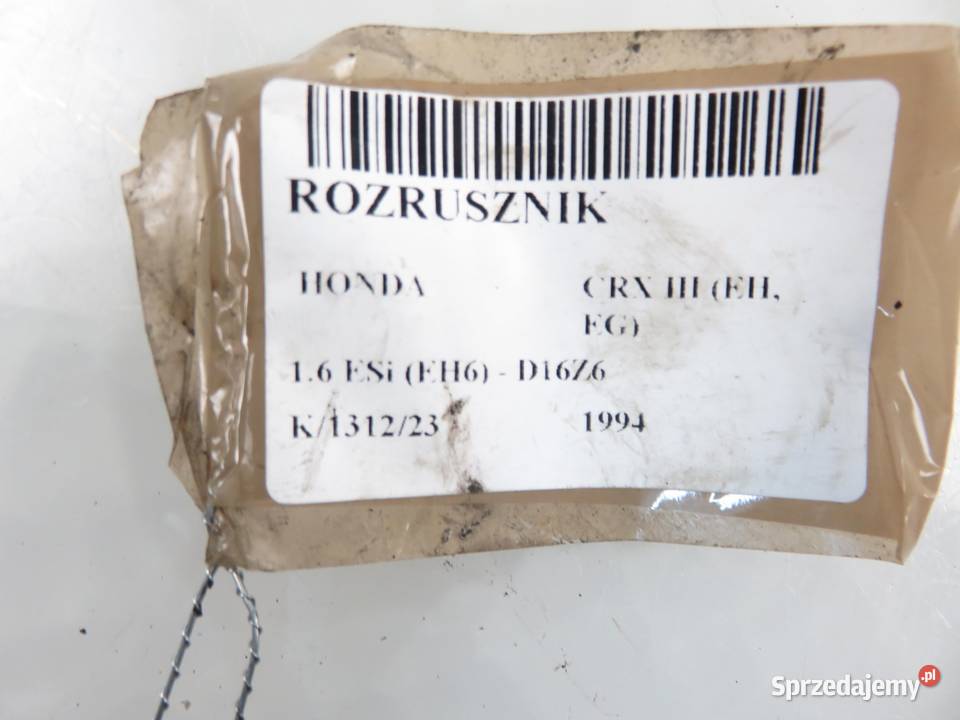 ROZRUSZNIK
HONDA CRX III (EH,
EG)
1.6 ESi (EH6) - D16Z6
K/1312/23 1994
Sprzedajemy.pl